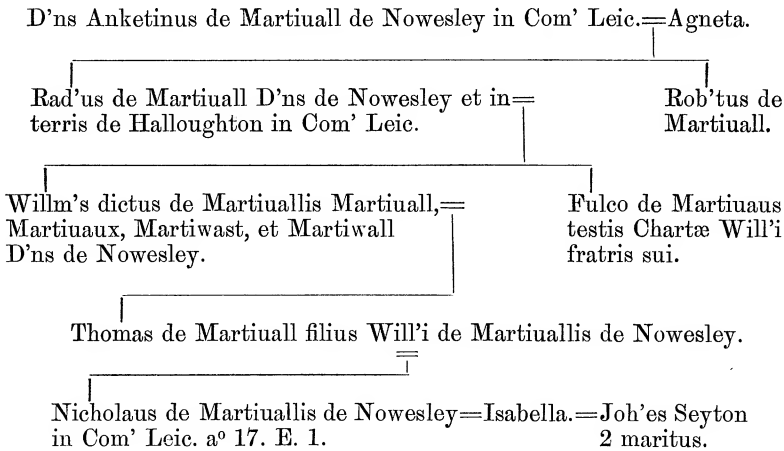 D'ns Anketinus de Martiuall de Nowesley in Com' Leic.=Agneta.
Rad'us de Martiuall D'ns de Nowesley et in=
terris de Halloughton in Com' Leic.
Rob'tus de
Martiuall.
Willm's dictus de Martiuallis Martiuall,=
Martiuaux, Martiwast, et Martiwall
D'ns de Nowesley.
Fulco de Martiuaus
testis Chartæ Will'i
fratris sui.
Thomas de Martiuall filius Will'i de Martiuallis de Nowesley.
=
Nicholaus de Martiuallis de Nowesley=Isabella.=Joh'es Seyton
in Com' Leic. aº 17. E. 1.
2 maritus.